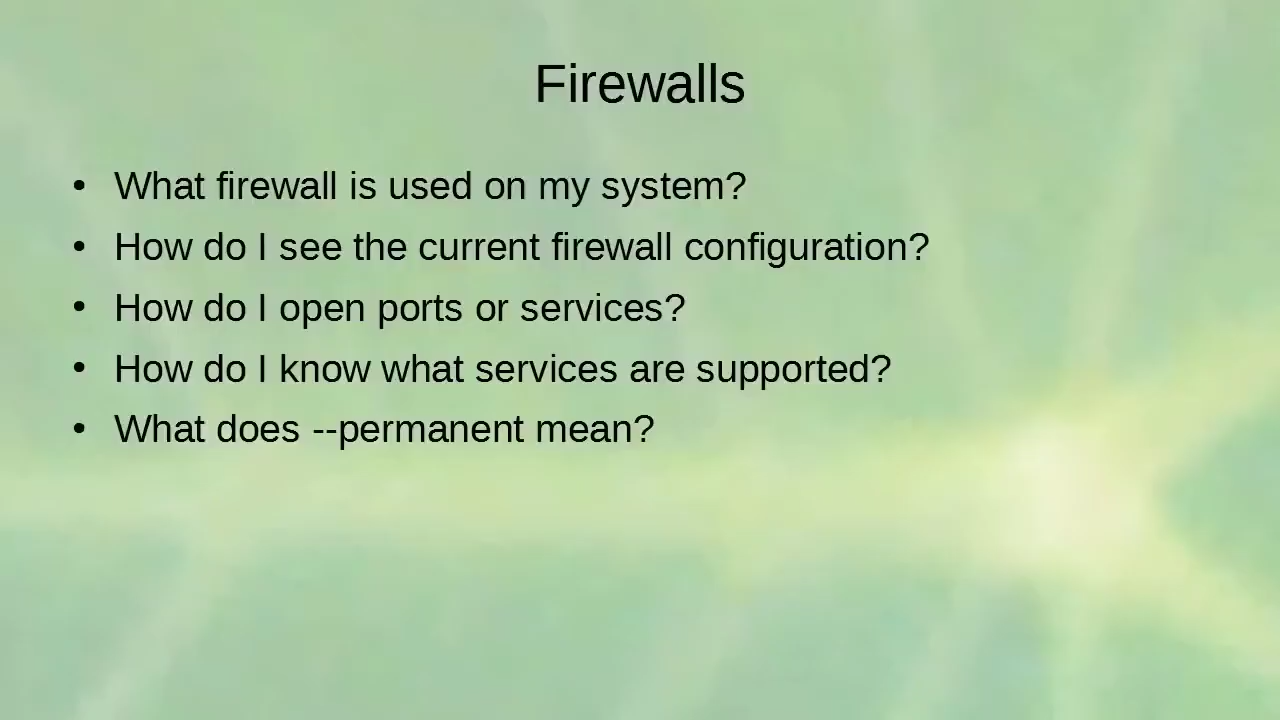 Firewalls
• What firewall is used on my system?
• How do I see the current firewall configuration?
• How do I open ports or services?
• How do I know what services are supported?
• What does --permanent mean?